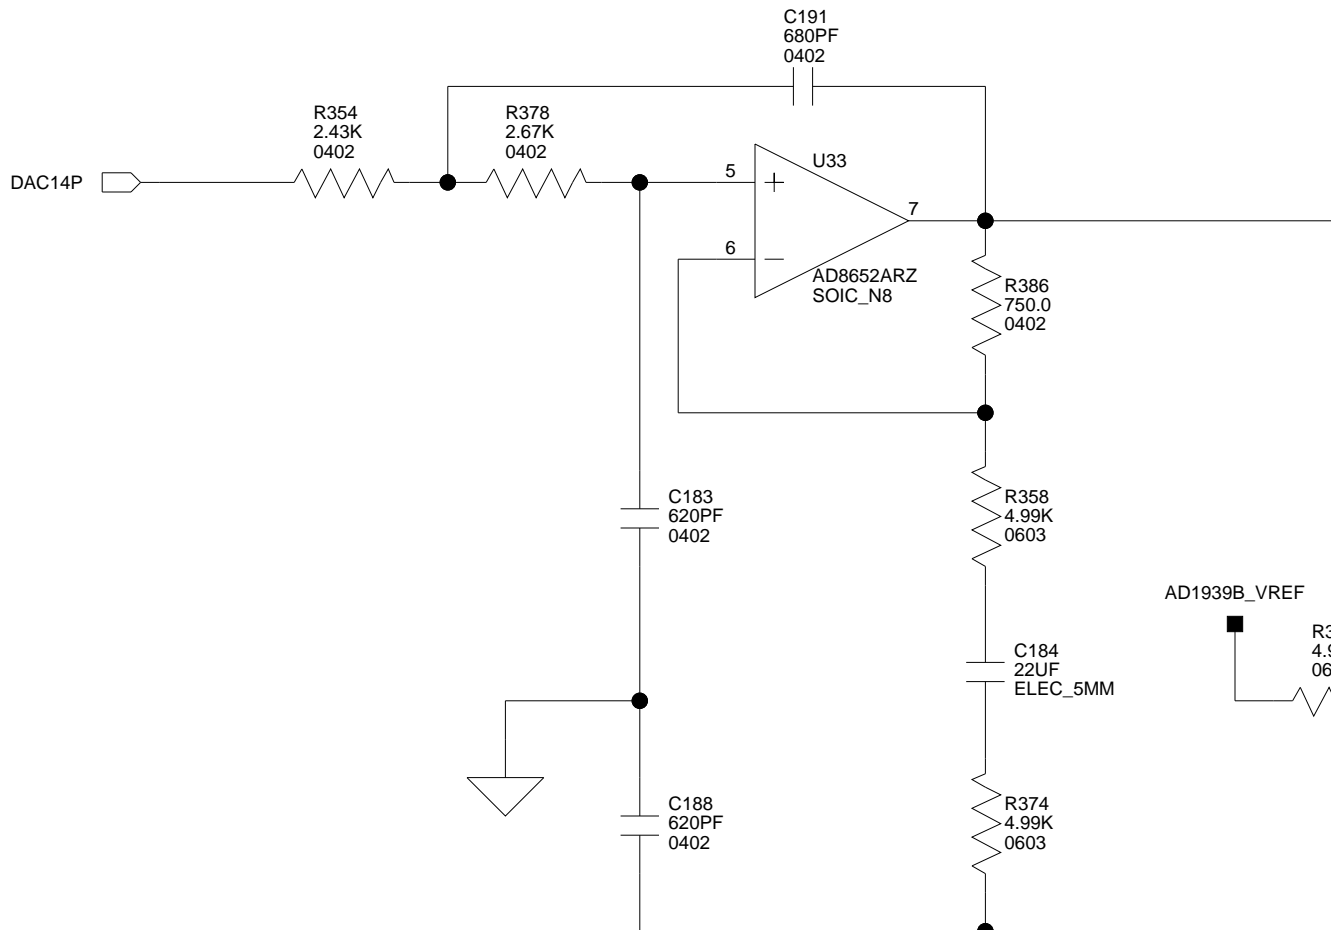 C191
680PF
0402
R354
2.43K
0402
R378
2.67K
0402
DAC14P
5
U33
7
6
AD8652ARZ
SOIC_N8
R386
750.0
0402
C183
620PF
0402
R358
4.99K
0603
AD1939B_VREF
C184
22UF
ELEC_5MM
C188
620PF
0402
R374
4.99K
0603